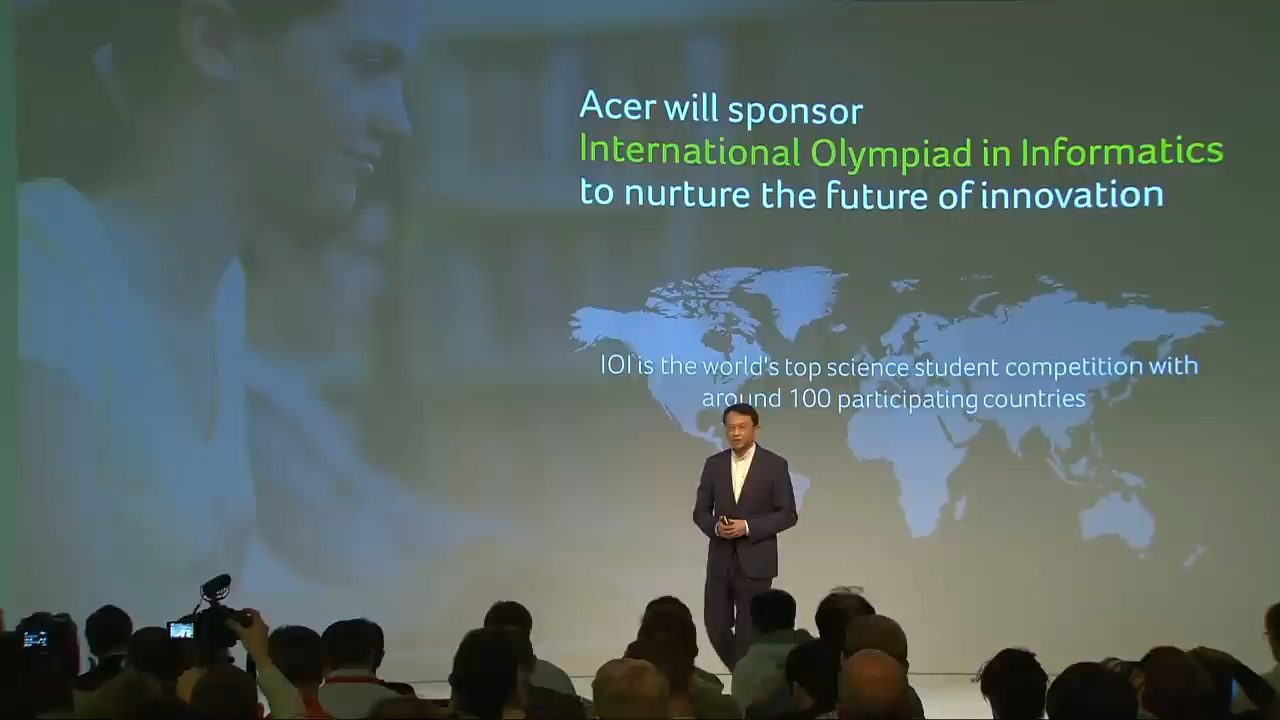 Acer will sponsor
International Olympiad in Informatics
to nurture the future of innovation
IOI is the world's top science student competition with
around 100 participating countries